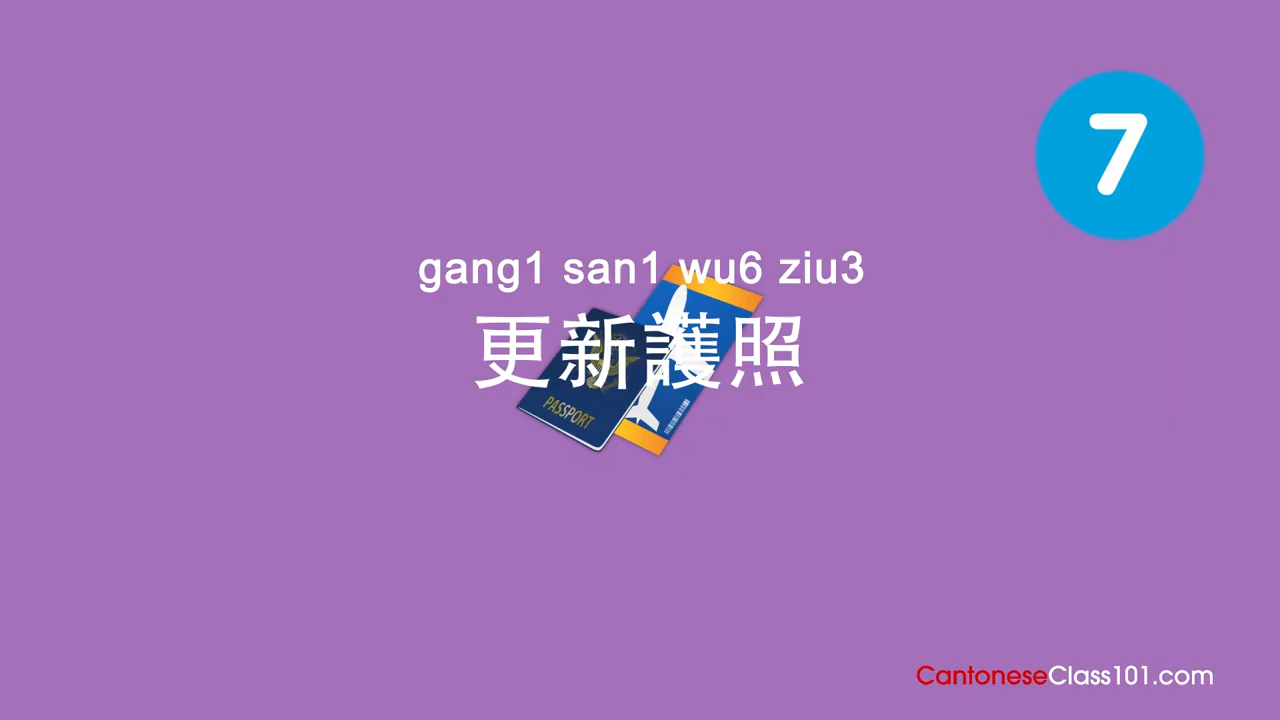 7
gang1 san1 wu6 ziu3
更新護照
PASSPORT
CantoneseClass101.com